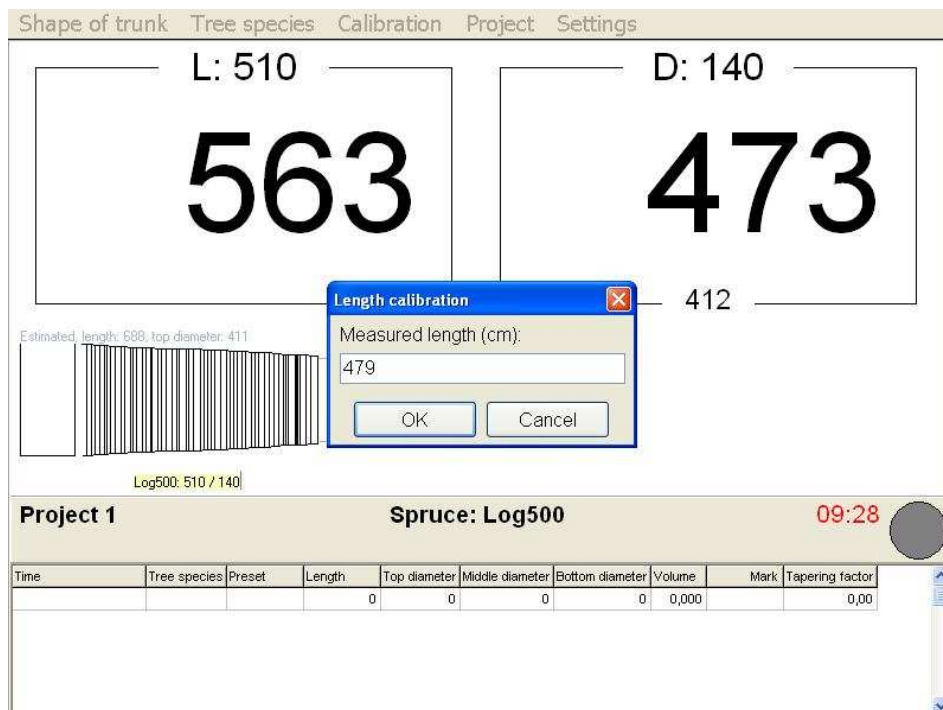 Shape of trunk Tree species Calibration Project Settings
L: 510 D: 140
563 473
412
Length calibration
Measured length (cm):
479
OK Cancel
Estimated, length: 688, top diameter: 411
Log500: 510 / 140
Project 1 Spruce: Log500 09:28
Time Tree species Preset Length Top diameter Middle diameter Bottom diameter Volume Mark Tapering factor
0 0 0 0 0,000 0,00